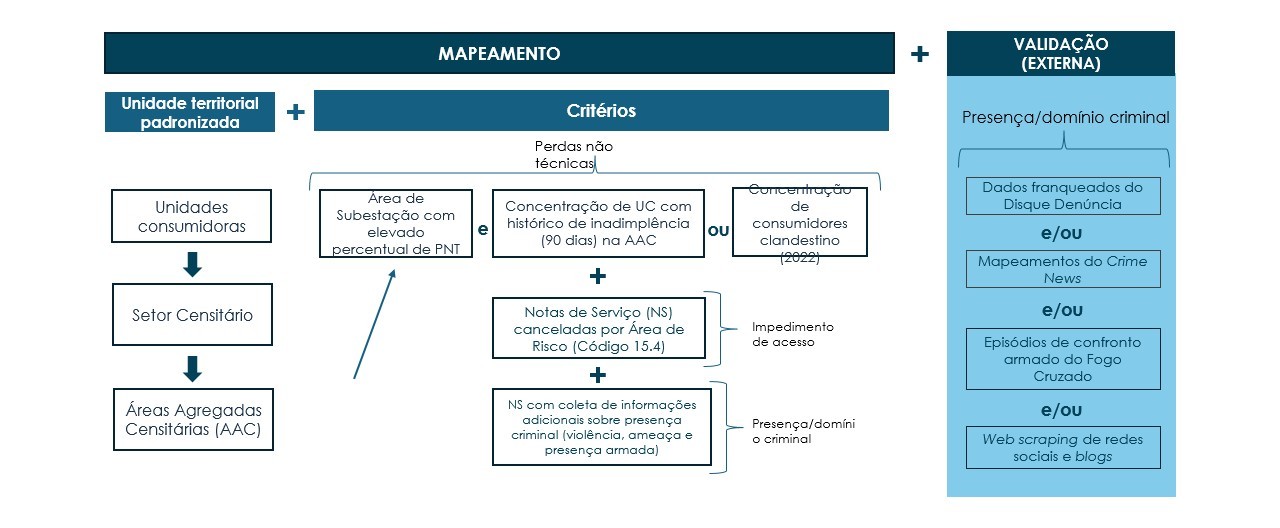 MAPEAMENTO
+
VALIDAÇÃO
(EXTERNA)
Unidade territorial
padronizada
+
Critérios
Perdas não
técnicas
Unidades
consumidoras
Setor Censitário
Áreas Agregadas
Censitárias (AAC)
Área de
Subestação com
elevado
percentual de PNT
e
Concentração de UC com
histórico de inadimplência
(90 dias) na AAC
ou
Concentração
de
consumidores
clandestino
(2022)
+
Notas de Serviço (NS)
canceladas por Área de
Risco (Código 15.4)
Impedimento
de acesso
+
NS com coleta de informações
adicionais sobre presença
criminal (violência, ameaça e
presença armada)
Presença/domíni
o criminal
Presença/domínio criminal
Dados franqueados do
Disque Denúncia
e/ou
Mapeamentos do Crime
News
e/ou
Episódios de confronto
armado do Fogo
Cruzado
e/ou
Web scraping de redes
sociais e blogs